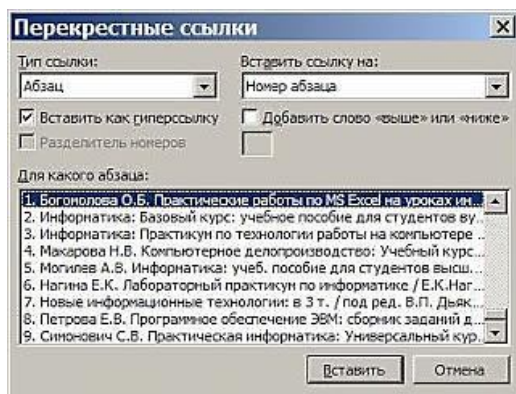 Перекрестные ссылки
Тип ссылки: Вставить ссылку на:
Абзац Номер абзаца
Вставить как гиперссылку Добавить слово «выше» или «ниже»
Разделитель номеров
Для какого абзаца:
1. Богомолова О.Б. Практические работы по MS Excel на уроках ин...
2. Информатика: Базовый курс: учебное пособие для студентов ву...
3. Информатика: Практикум по технологии работы на компьютере ...
4. Макарова Н.В. Компьютерное делопроизводство: Учебный курс...
5. Могилев А.В. Информатика: учеб. пособие для студентов высш...
6. Нагина Е.К. Лабораторный практикум по информатике / Е.К.Наг...
7. Новые информационные технологии: в 3 т. / под ред. В.П. Дьяк...
8. Петрова Е.В. Программное обеспечение ЭВМ: сборник заданий д...
9. Симонович С.В. Практическая информатика: Универсальный кур...
Вставить Отмена